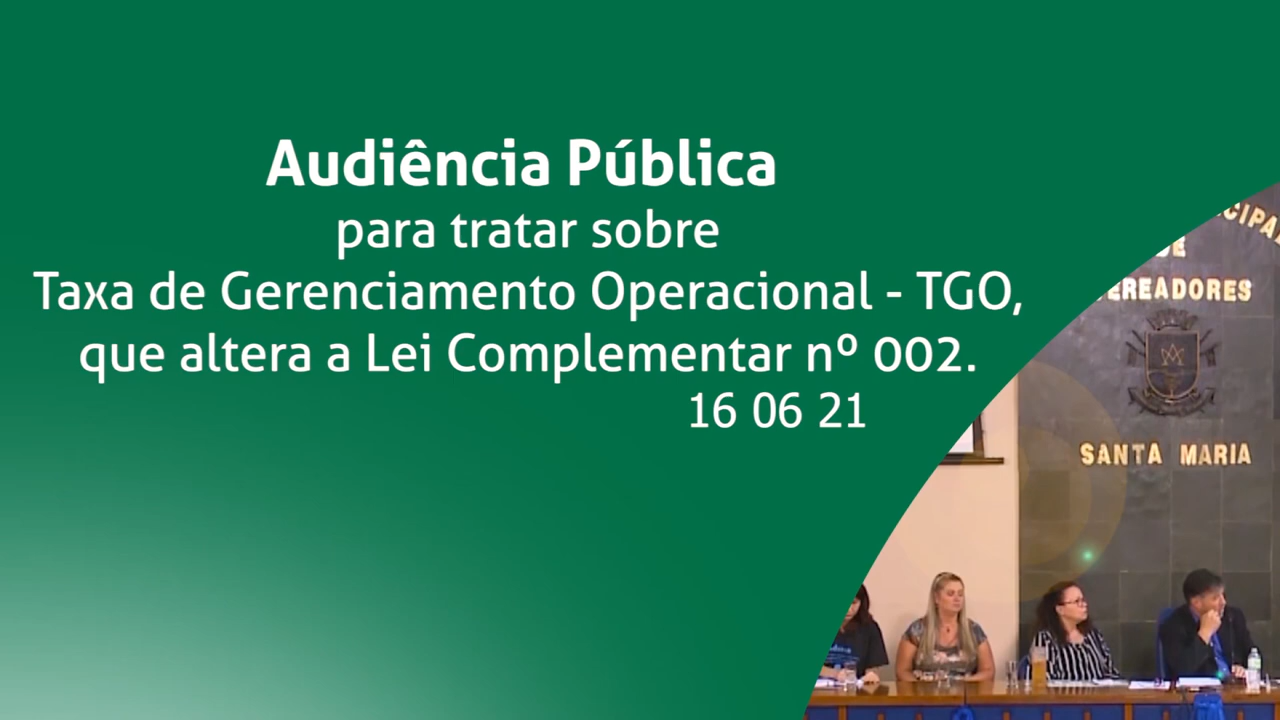 Audiência Pública
para tratar sobre
Taxa de Gerenciamento Operacional - TGO,
que altera a Lei Complementar nº 002.
16 06 21
DE
VEREADORES
SANTA MARIA